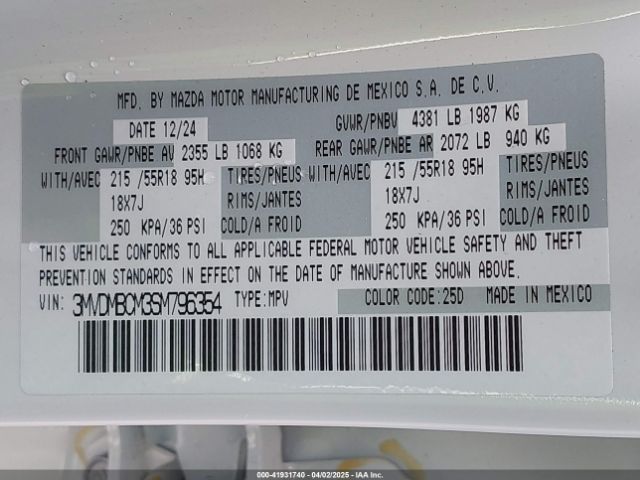 MFD. BY MAZDA MOTOR MANUFACTURING DE MEXICO S.A. DE C.V.
DATE 12/24 GVWR/PNBV 4381 LB 1987 KG
FRONT GAWR/PNBE AV 2355 LB 1068 KG REAR GAWR/PNBE AR 2072 LB 940 KG
WITH/AVEC 215 /55R18 95H TIRES/PNEUS WITH/AVEC 215 /55R18 95H TIRES/PNEUS
18X7J RIMS/JANTES 18X7J RIMS/JANTES
250 KPA/36 PSI COLD/A FROID 250 KPA/36 PSI COLD/A FROID
THIS VEHICLE CONFORMS TO ALL APPLICABLE FEDERAL MOTOR VEHICLE SAFETY AND THEFT
PREVENTION STANDARDS IN EFFECT ON THE DATE OF MANUFACTURE SHOWN ABOVE.
VIN: 3MVDMBCM3SM796354 TYPE:MPV COLOR CODE:25D MADE IN MEXICO
000-41931740 - 04/02/2025 - IAA Inc.